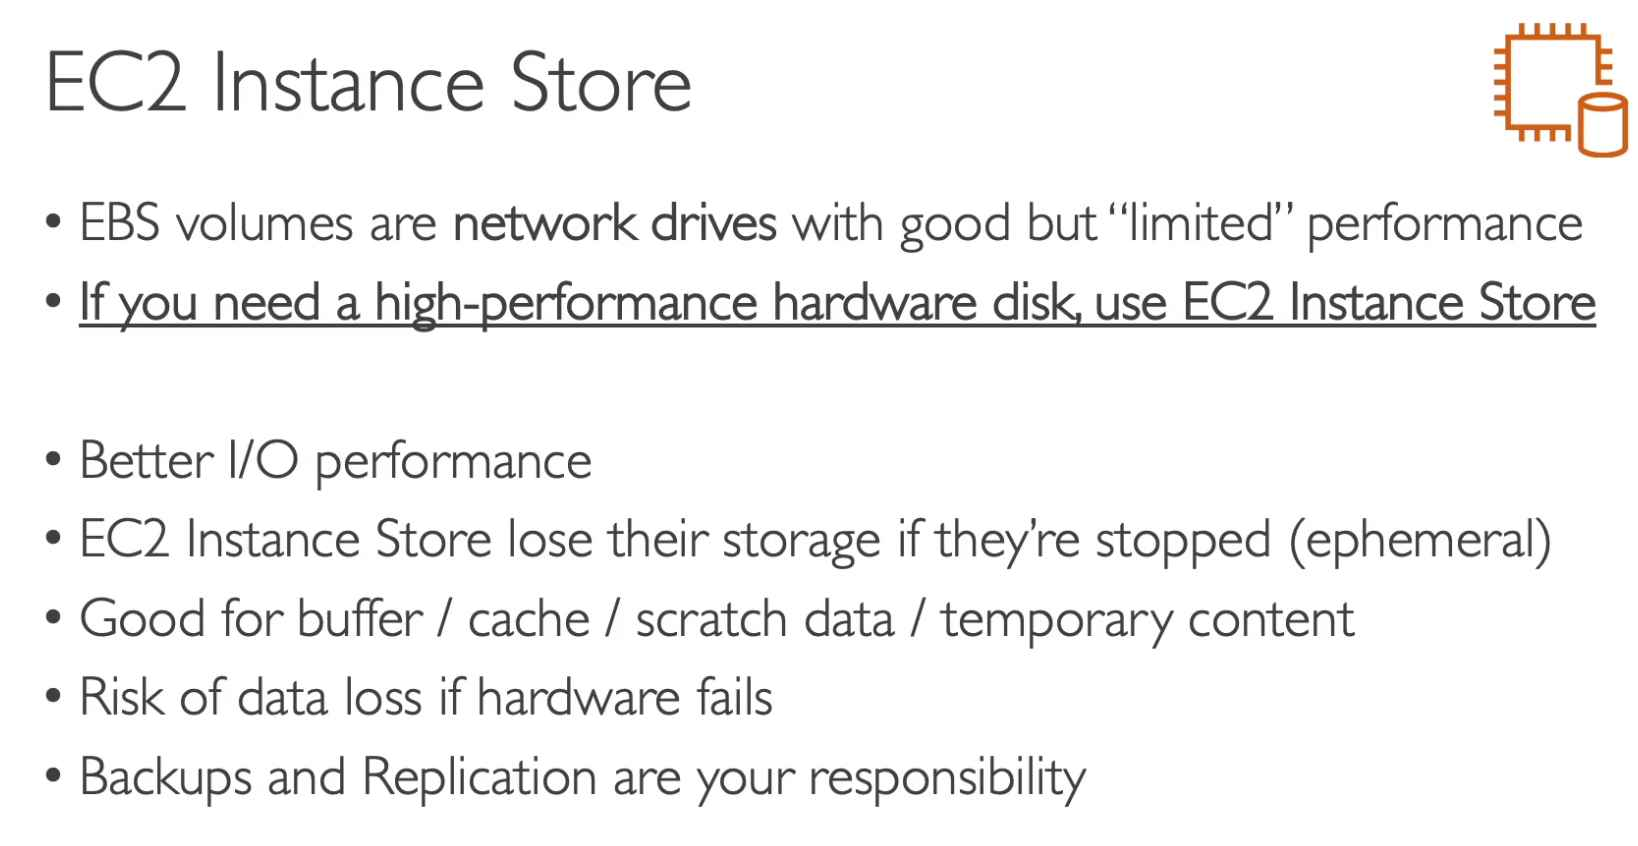 EC2 Instance Store
• EBS volumes are network drives with good but “limited” performance
• If you need a high-performance hardware disk, use EC2 Instance Store
• Better I/O performance
• EC2 Instance Store lose their storage if they’re stopped (ephemeral)
• Good for buffer / cache / scratch data / temporary content
• Risk of data loss if hardware fails
• Backups and Replication are your responsibility